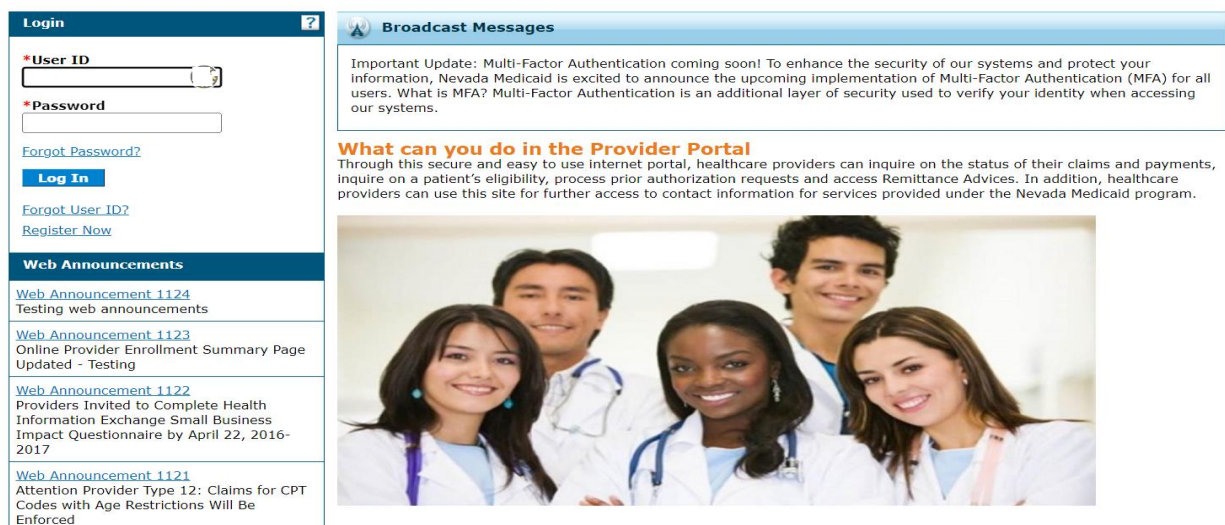 Login
?
*User ID
*Password
Forgot Password?
Log In
Forgot User ID?
Register Now
Web Announcements
Web Announcement 1124
Testing web announcements
Web Announcement 1123
Online Provider Enrollment Summary Page
Updated - Testing
Web Announcement 1122
Providers Invited to Complete Health
Information Exchange Small Business
Impact Questionnaire by April 22, 2016-
2017
Web Announcement 1121
Attention Provider Type 12: Claims for CPT
Codes with Age Restrictions Will Be
Enforced
Broadcast Messages
Important Update: Multi-Factor Authentication coming soon! To enhance the security of our systems and protect your
information, Nevada Medicaid is excited to announce the upcoming implementation of Multi-Factor Authentication (MFA) for all
users. What is MFA? Multi-Factor Authentication is an additional layer of security used to verify your identity when accessing
our systems.
What can you do in the Provider Portal
Through this secure and easy to use internet portal, healthcare providers can inquire on the status of their claims and payments,
inquire on a patient's eligibility, process prior authorization requests and access Remittance Advices. In addition, healthcare
providers can use this site for further access to contact information for services provided under the Nevada Medicaid program.